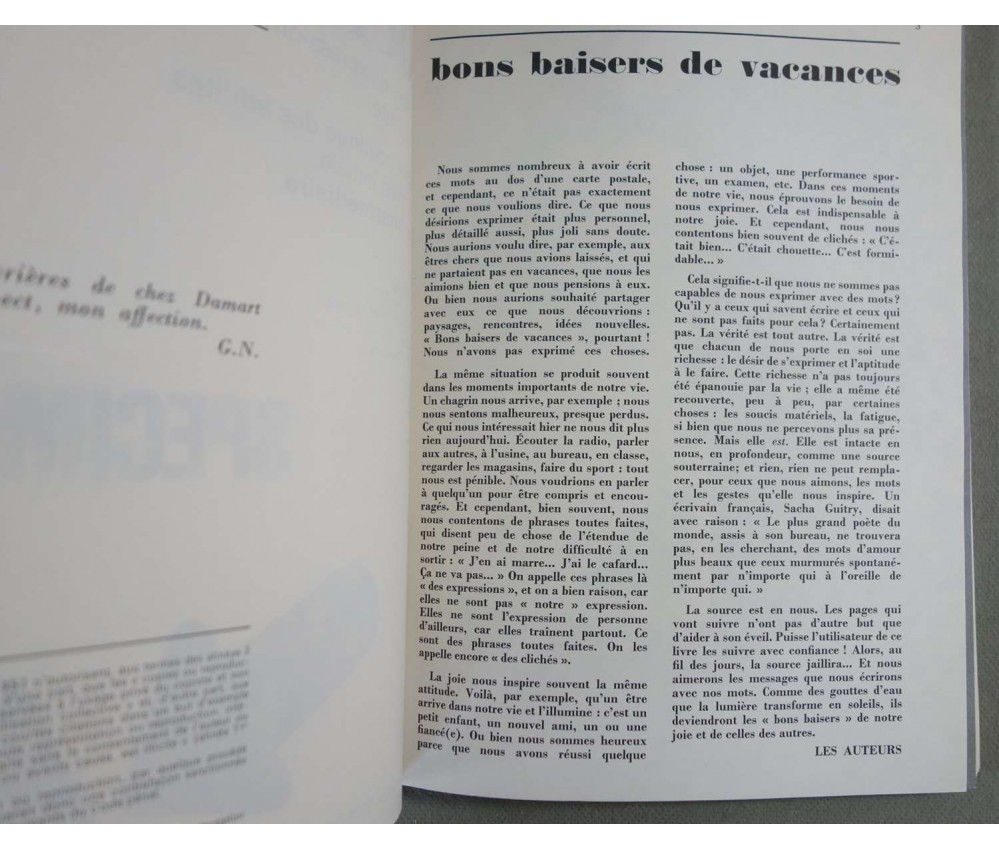 rières de chez Damart
ect, mon affection.
G.N.
bons baisers de vacances
Nous sommes nombreux à avoir écrit
ces mots au dos d'une carte postale,
et cependant, ce n'était pas exactement
ce que nous voulions dire. Ce que nous
désirions exprimer était plus personnel,
plus détaillé aussi, plus joli sans doute.
Nous aurions voulu dire, par exemple, aux
êtres chers que nous avions laissés, et qui
ne partaient pas en vacances, que nous les
aimions bien et que nous pensions à eux.
Ou bien nous aurions souhaité partager
avec eux ce que nous découvrions :
paysages, rencontres, idées nouvelles.
« Bons baisers de vacances », pourtant !
Nous n'avons pas exprimé ces choses.
La même situation se produit souvent
dans les moments importants de notre vie.
Un chagrin nous arrive, par exemple ; nous
nous sentons malheureux, presque perdus.
Ce qui nous intéressait hier ne nous dit plus
rien aujourd'hui. Écouter la radio, parler
aux autres, à l'usine, au bureau, en classe,
regarder les magasins, faire du sport : tout
nous est pénible. Nous voudrions en parler
à quelqu'un pour être compris et encou-
ragés. Et cependant, bien souvent, nous
nous contentons de phrases toutes faites,
qui disent peu de chose de l'étendue de
notre peine et de notre difficulté à en
sortir : « J'en ai marre... J'ai le cafard...
Ça ne va pas... » On appelle ces phrases là
« des expressions », et on a bien raison, car
elles ne sont pas « notre » expression.
Elles ne sont l'expression de personne
d'ailleurs, car elles traînent partout. Ce
sont des phrases toutes faites. On les
appelle encore « des clichés ».
La joie nous inspire souvent la même
attitude. Voilà, par exemple, qu'un être
arrive dans notre vie et l'illumine : c'est un
petit enfant, un nouvel ami, un ou une
fiancé(e). Ou bien nous sommes heureux
parce que nous avons réussi quelque
chose : un objet, une performance spor-
tive, un examen, etc. Dans ces moments
de notre vie, nous éprouvons le besoin de
nous exprimer. Cela est indispensable à
notre joie. Et cependant, nous nous
contentons bien souvent de clichés : « C'é-
tait bien... C'était chouette... C'est formi-
dable... »
Cela signifie-t-il que nous ne sommes pas
capables de nous exprimer avec des mots?
Qu'il y a ceux qui savent écrire et ceux qui
ne sont pas faits pour cela? Certainement
pas. La vérité est tout autre. La vérité est
que chacun de nous porte en soi une
richesse : le désir de s'exprimer et l'aptitude
à le faire. Cette richesse n'a pas toujours
été épanouie par la vie ; elle a même été
recouverte, peu à peu, par certaines
choses : les soucis matériels, la fatigue,
si bien que nous ne percevons plus sa pré-
sence. Mais elle est. Elle est intacte en
nous, en profondeur, comme une source
souterraine; et rien, rien ne peut rempla-
cer, pour ceux que nous aimons, les mots
et les gestes qu'elle nous inspire. Un
écrivain français, Sacha Guitry, disait
avec raison : « Le plus grand poète du
monde, assis à son bureau, ne trouvera
pas, en les cherchant, des mots d'amour
plus beaux que ceux murmurés spontané-
ment par n'importe qui à l'oreille de
n'importe qui. »
La source est en nous. Les pages qui
vont suivre n'ont pas d'autre but que
d'aider à son éveil. Puisse l'utilisateur de ce
livre les suivre avec confiance ! Alors, au
fil des jours, la source jaillira... Et nous
aimerons les messages que nous écrirons
avec nos mots. Comme des gouttes d'eau
que la lumière transforme en soleils, ils
deviendront les « bons baisers » de notre
joie et de celles des autres.
LES AUTEURS